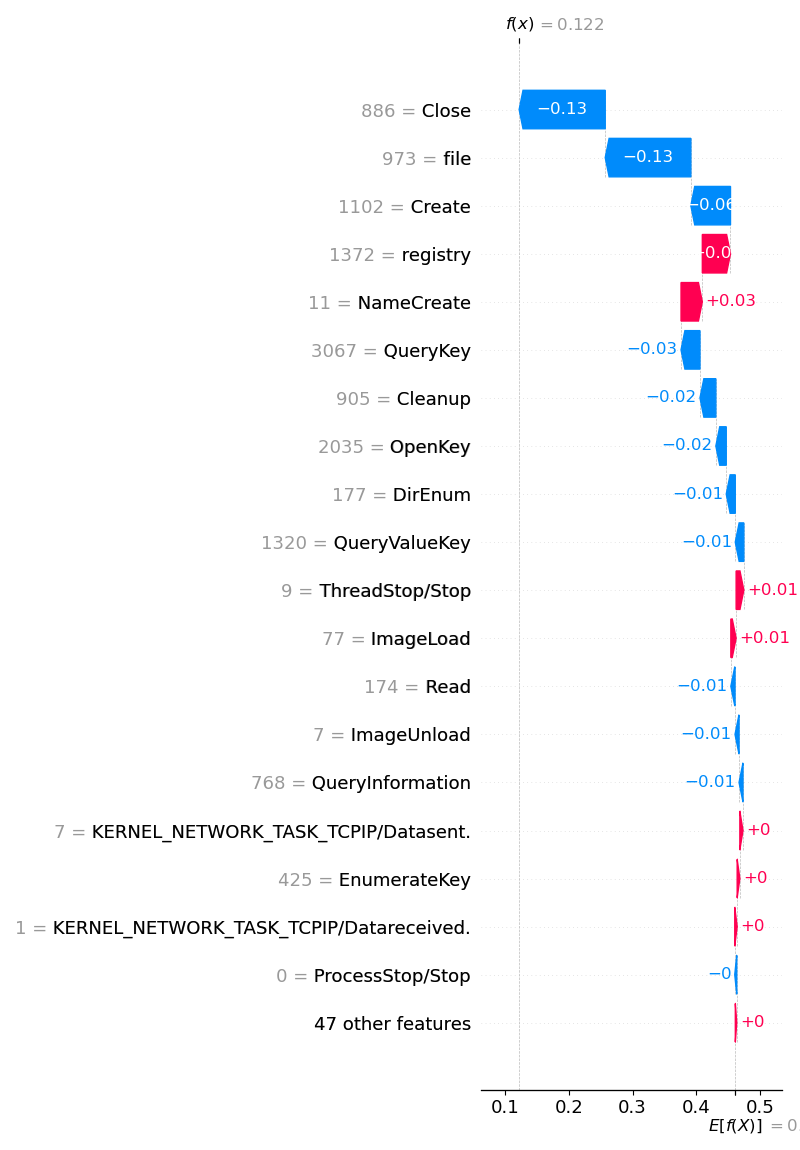 f(x) = 0.122
886 = Close −0.13
973 = file −0.13
1102 = Create −0.06
1372 = registry
11 = NameCreate +0.03
3067 = QueryKey −0.03
905 = Cleanup −0.02
2035 = OpenKey −0.02
177 = DirEnum −0.01
1320 = QueryValueKey −0.01
9 = ThreadStop/Stop +0.01
77 = ImageLoad +0.01
174 = Read −0.01
7 = ImageUnload −0.01
768 = QueryInformation −0.01
7 = KERNEL_NETWORK_TASK_TCPIP/Datasent. +0
425 = EnumerateKey +0
1 = KERNEL_NETWORK_TASK_TCPIP/Datareceived. +0
0 = ProcessStop/Stop −0
47 other features +0
0.1 0.2 0.3 0.4 0.5
E[f(X)] = 0.